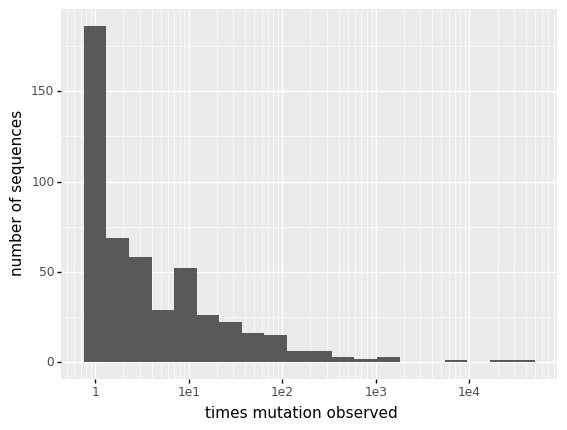 150
100
50
0
number of sequences
1
1e1
1e2
1e3
1e4
times mutation observed